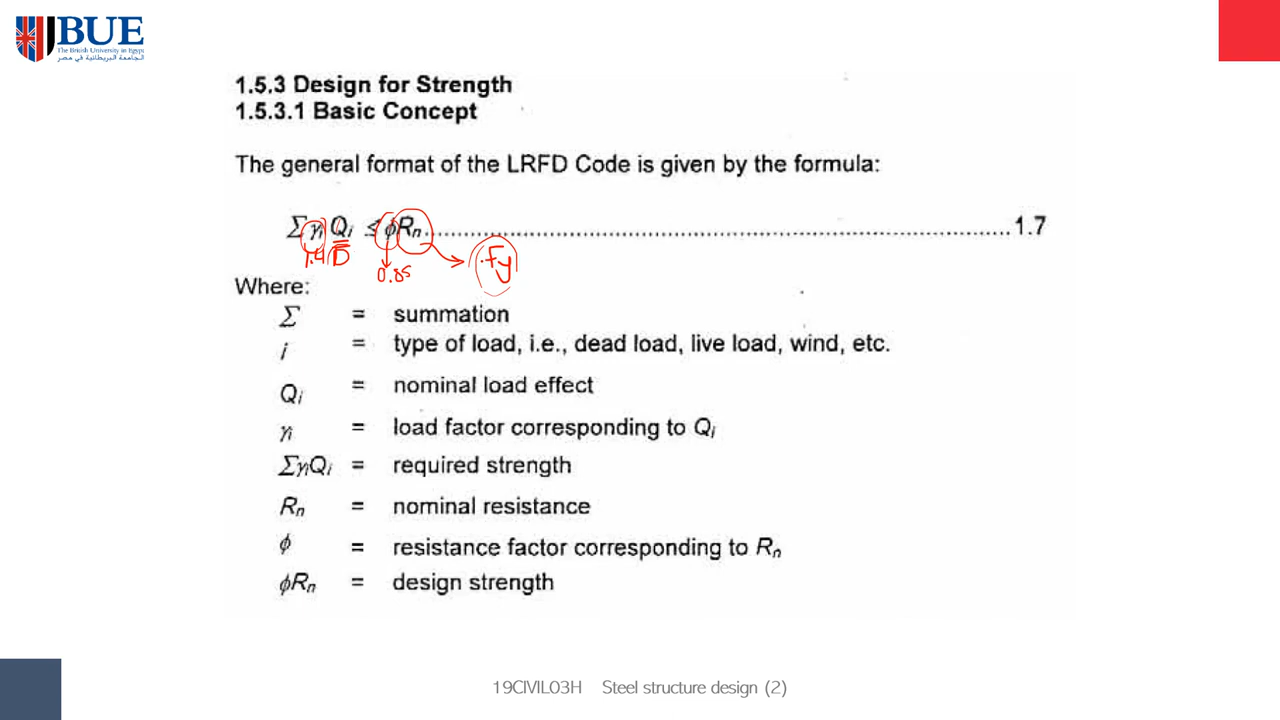 BUE
The British University in Egypt
الجامعة البريطانية في مصر
1.5.3 Design for Strength
1.5.3.1 Basic Concept
The general format of the LRFD Code is given by the formula:
Σ γi Qi ≤ ϕRn ........ 1.7
1.4 D
0.85
Fy
Where:
Σ = summation
i = type of load, i.e., dead load, live load, wind, etc.
Qi = nominal load effect
γi = load factor corresponding to Qi
ΣγiQi = required strength
Rn = nominal resistance
ϕ = resistance factor corresponding to Rn
ϕRn = design strength
19CIVIL03H Steel structure design (2)